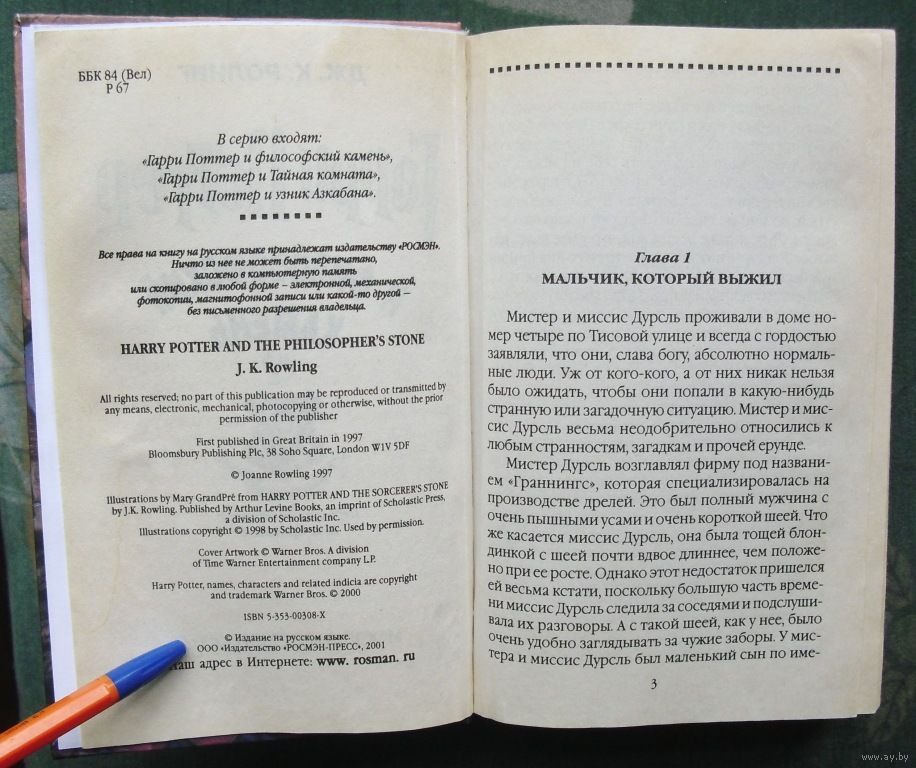 ББК 84 (Вел)
Р 67
В серию входят:
«Гарри Поттер и философский камень»,
«Гарри Поттер и Тайная комната»,
«Гарри Поттер и узник Азкабана».
Все права на книгу на русском языке принадлежат издательству «РОСМЭН».
Ничто из нее не может быть перепечатано,
заложено в компьютерную память
или скопировано в любой форме – электронной, механической,
фотокопии, магнитофонной записи или какой-то другой –
без письменного разрешения владельца.
HARRY POTTER AND THE PHILOSOPHER'S STONE
J. K. Rowling
All rights reserved; no part of this publication may be reproduced or transmitted by
any means, electronic, mechanical, photocopying or otherwise, without the prior
permission of the publisher
First published in Great Britain in 1997
Bloomsbury Publishing Plc, 38 Soho Square, London W1V 5DF
© Joanne Rowling 1997
Illustrations by Mary GrandPré from HARRY POTTER AND THE SORCERER'S STONE
by J.K. Rowling. Published by Arthur Levine Books, an imprint of Scholastic Press,
a division of Scholastic Inc.
Illustrations copyright © 1998 by Scholastic Inc. Used by permission.
Cover Artwork © Warner Bros. A division
of Time Warner Entertainment company L.P.
Harry Potter, names, characters and related indicia are copyright
and trademark Warner Bros. © 2000
ISBN 5-353-00308-X
© Издание на русском языке.
ООО «Издательство «РОСМЭН-ПРЕСС», 2001
Наш адрес в Интернете: www. rosman. ru
Глава 1
МАЛЬЧИК, КОТОРЫЙ ВЫЖИЛ
Мистер и миссис Дурсль проживали в доме но-
мер четыре по Тисовой улице и всегда с гордостью
заявляли, что они, слава богу, абсолютно нормаль-
ные люди. Уж от кого-кого, а от них никак нельзя
было ожидать, чтобы они попали в какую-нибудь
странную или загадочную ситуацию. Мистер и мис-
сис Дурсль весьма неодобрительно относились к
любым странностям, загадкам и прочей ерунде.
Мистер Дурсль возглавлял фирму под названи-
ем «Граннингс», которая специализировалась на
производстве дрелей. Это был полный мужчина с
очень пышными усами и очень короткой шеей. Что
же касается миссис Дурсль, она была тощей блон-
динкой с шеей почти вдвое длиннее, чем положе-
но при ее росте. Однако этот недостаток пришелся
ей весьма кстати, поскольку большую часть време-
ни миссис Дурсль следила за соседями и подслуши-
вала их разговоры. А с такой шеей, как у нее, было
очень удобно заглядывать за чужие заборы. У мис-
тера и миссис Дурсль был маленький сын по име-
3
www.ay.by